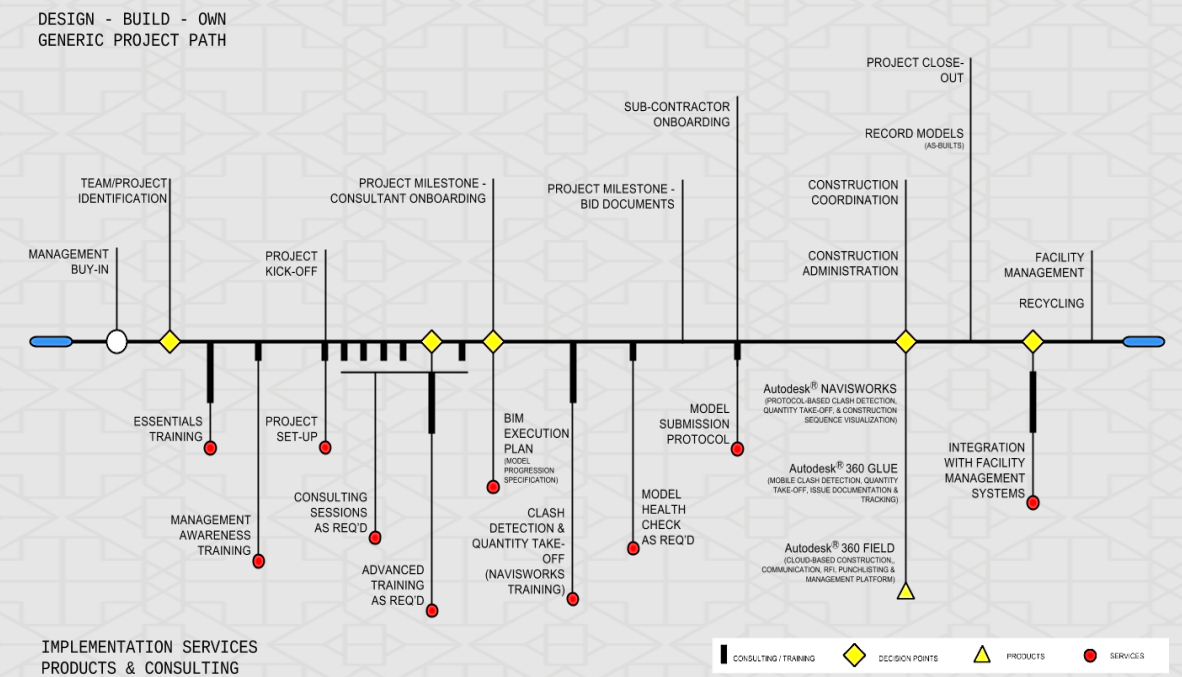 DESIGN - BUILD - OWN
GENERIC PROJECT PATH
PROJECT CLOSE-
OUT
SUB-CONTRACTOR
ONBOARDING
RECORD MODELS
(AS-BUILTS)
TEAM/PROJECT
IDENTIFICATION
PROJECT MILESTONE -
CONSULTANT ONBOARDING
PROJECT MILESTONE -
BID DOCUMENTS
CONSTRUCTION
COORDINATION
MANAGEMENT
BUY-IN
PROJECT
KICK-OFF
CONSTRUCTION
ADMINISTRATION
FACILITY
MANAGEMENT
RECYCLING
ESSENTIALS
TRAINING
MANAGEMENT
AWARENESS
TRAINING
PROJECT
SET-UP
CONSULTING
SESSIONS
AS REQ'D
ADVANCED
TRAINING
AS REQ'D
BIM
EXECUTION
PLAN
(MODEL
PROGRESSION
SPECIFICATION)
CLASH
DETECTION &
QUANTITY TAKE-
OFF
(NAVISWORKS
TRAINING)
MODEL
HEALTH
CHECK
AS REQ'D
MODEL
SUBMISSION
PROTOCOL
Autodesk® NAVISWORKS
(PROTOCOL-BASED CLASH DETECTION,
QUANTITY TAKE-OFF, & CONSTRUCTION
SEQUENCE VISUALIZATION)
Autodesk® 360 GLUE
(MOBILE CLASH DETECTION, QUANTITY
TAKE-OFF, ISSUE DOCUMENTATION &
TRACKING)
Autodesk® 360 FIELD
(CLOUD-BASED CONSTRUCTION,
COMMUNICATION, RFI, PUNCHLISTING &
MANAGEMENT PLATFORM)
INTEGRATION
WITH FACILITY
MANAGEMENT
SYSTEMS
IMPLEMENTATION SERVICES
PRODUCTS & CONSULTING
CONSULTING / TRAINING
DECISION POINTS
PRODUCTS
SERVICES